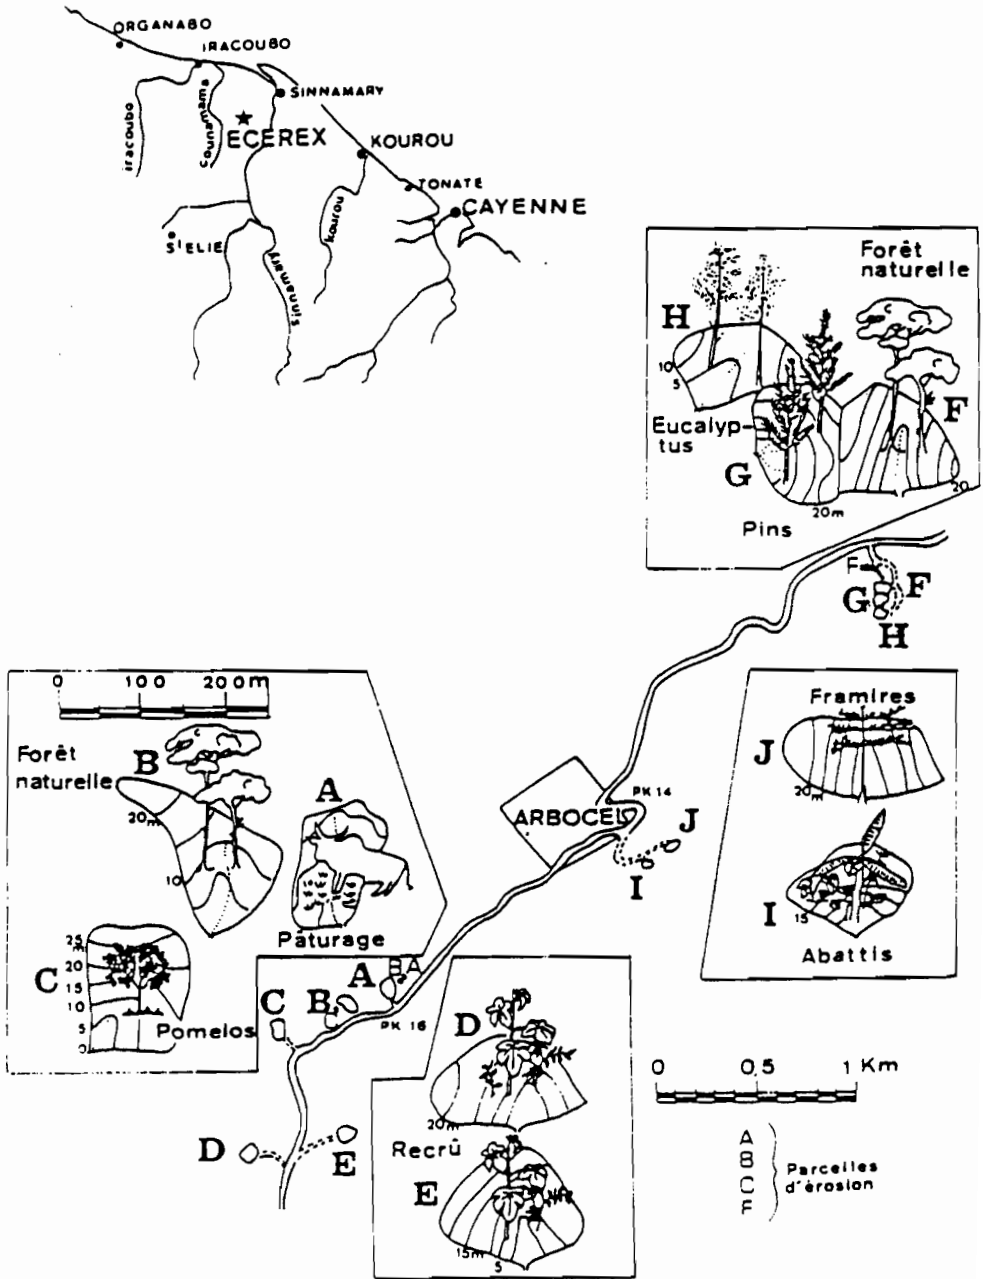 ORGANABO
IRACOUBO
SINNAMARY
iracoubo
counamama
ECEREX
KOUROU
TONATE
CAYENNE
kourou
St ELIE
sinnamary
Forêt
naturelle
H
10
5
F
Eucalyp-
tus
G
20m
20
Pins
F
F
G
H
0 100 200m
Forêt
naturelle
B
20m
10
A
Pâturage
25
m
20
15
10
5
0
C
Pomelos
Framires
J
20m
I
15
Abattis
PK 14
ARBOCEL
J
I
B
A
A
B
C
PK 16
D
E
D
20m
Recrû
E
15m
5
0 0,5 1 Km
A
B
C
F
Parcelles
d'érosion